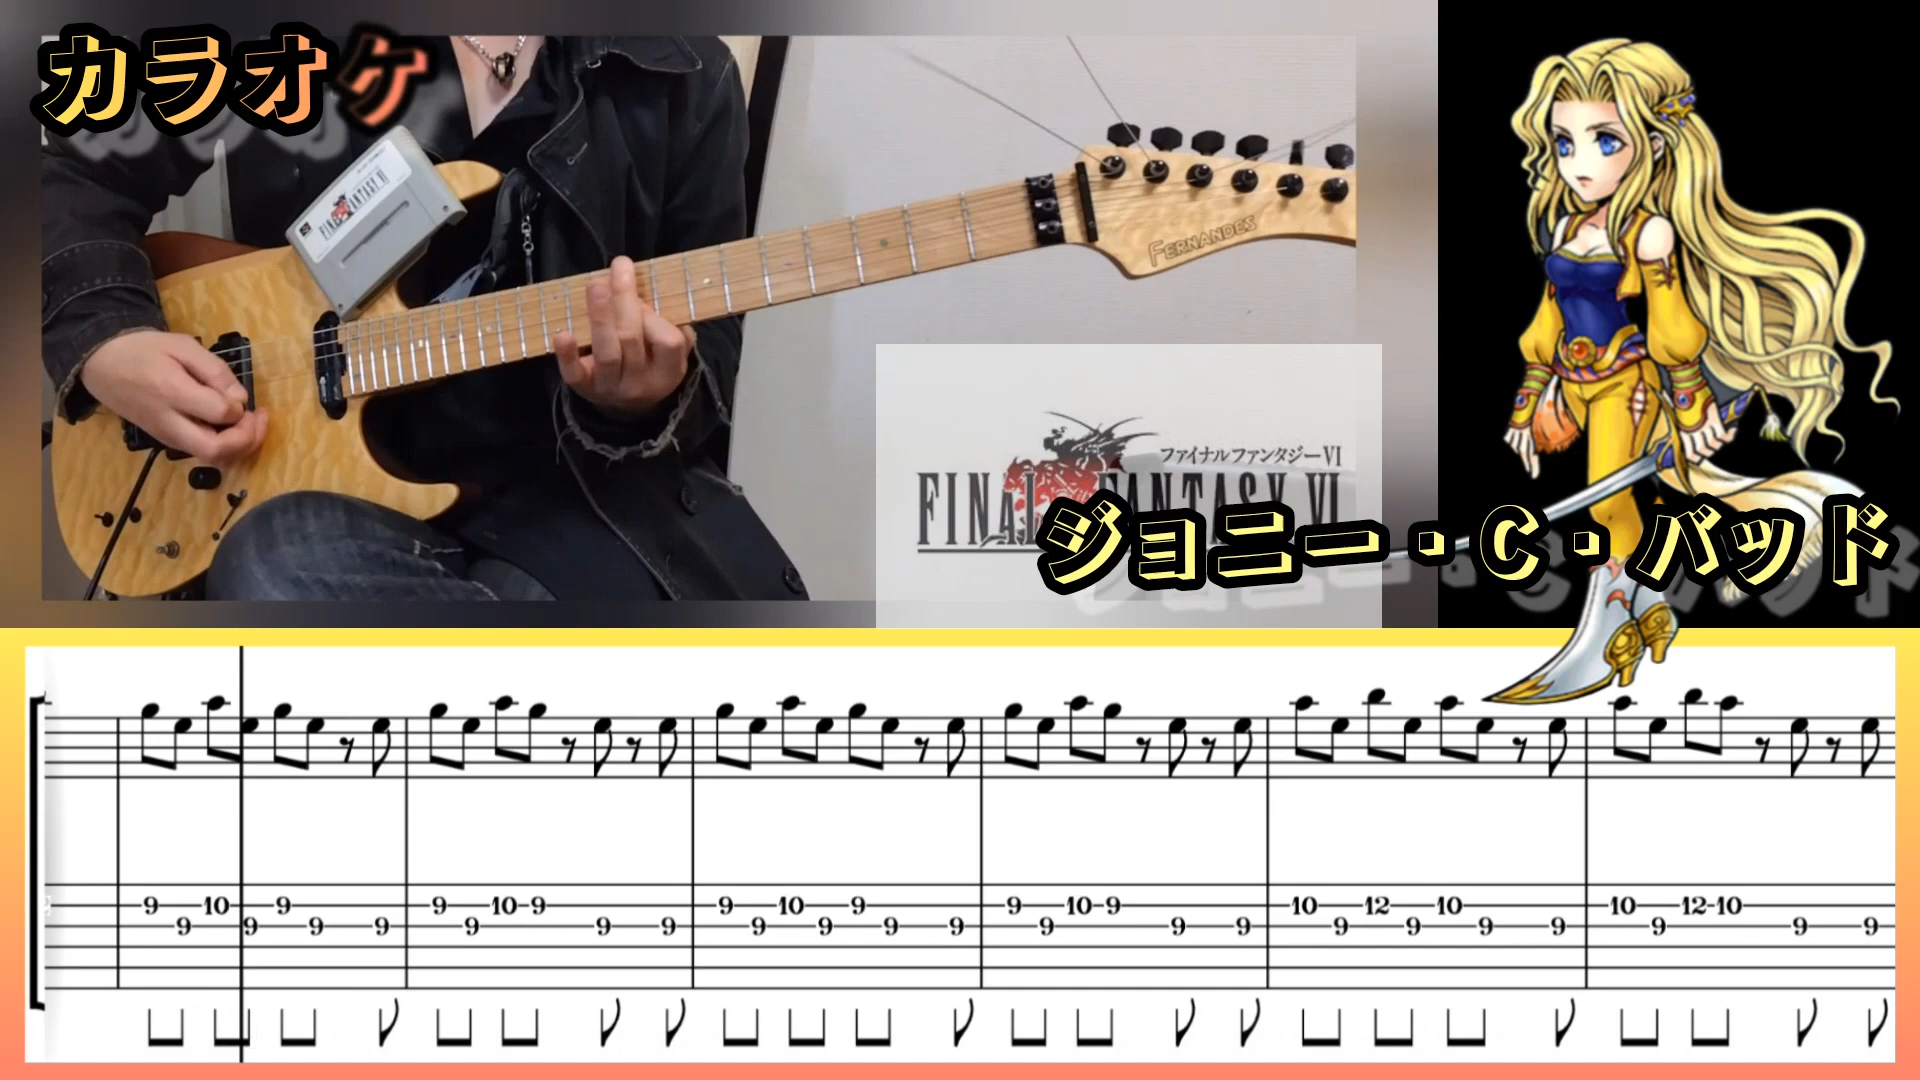 カラオケ
FINAL FANTASY VI
FERNANDES
ファイナルファンタジーVI
FINAL FANTASY VI
ジョニー・C・バッド
9 10 9 9 10-9 9 10 9 9 10-9 10 12 10 10 12-10
9 9 9 9 9 9 9 9 9 9 9 9 9 9 9 9 9 9 9 9 9